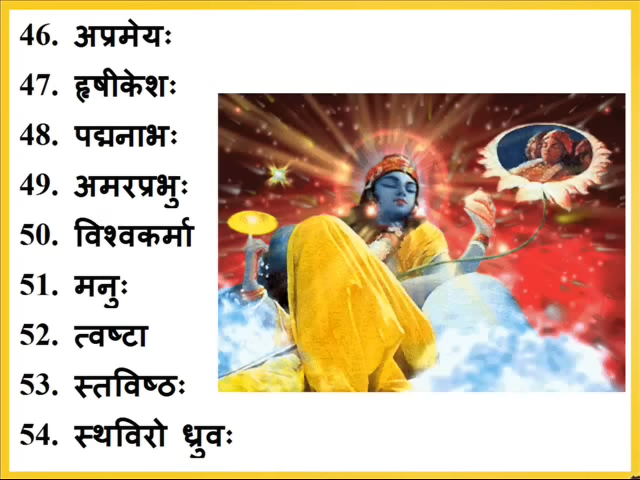 46. अप्रमेयः
47. हृषीकेशः
48. पद्मनाभः
49. अमरप्रभुः
50. विश्वकर्मा
51. मनुः
52. त्वष्टा
53. स्तविष्ठः
54. स्थविरो ध्रुवः